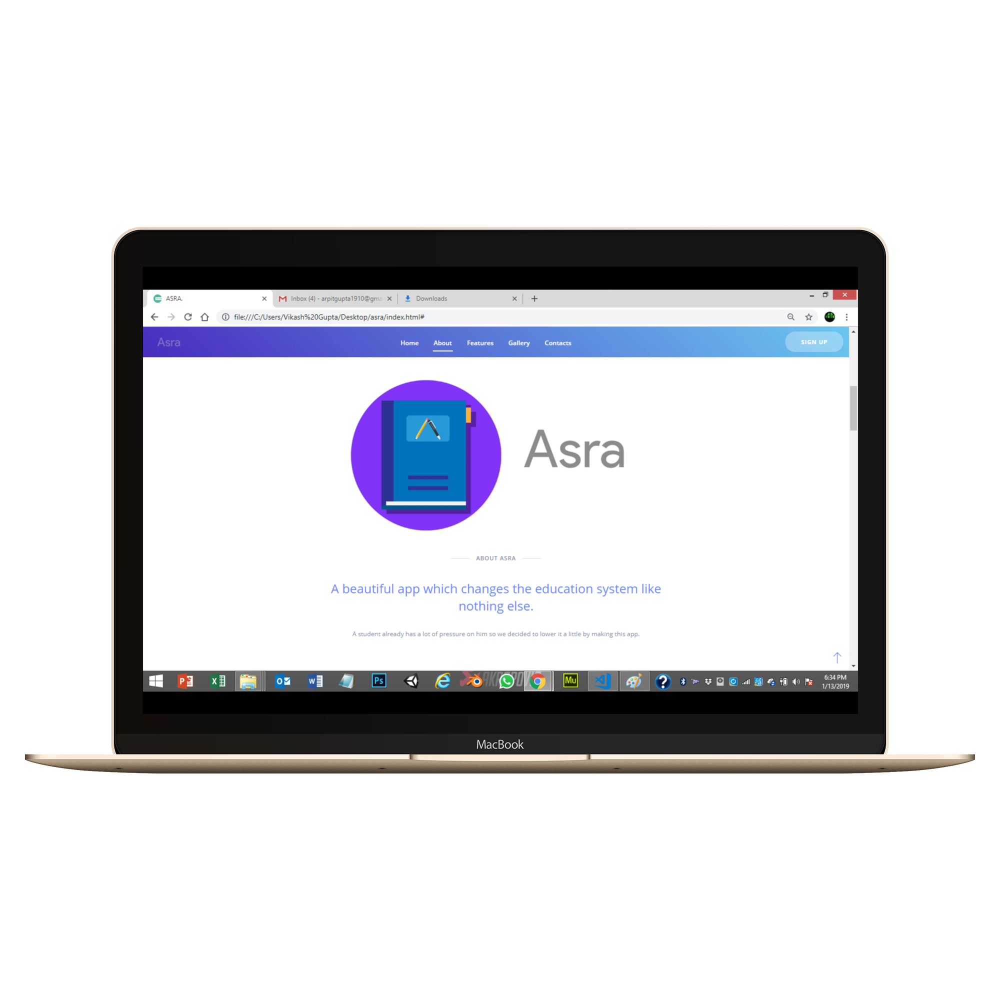 ASRA.
Inbox (4) - arpitgupta1910@gma
Downloads
file:///C:/Users/Vikash%20Gupta/Desktop/asra/index.html#
Asra
Home About Features Gallery Contacts
SIGN UP
Asra
ABOUT ASRA
A beautiful app which changes the education system like
nothing else.
A student already has a lot of pressure on him so we decided to lower it a little by making this app.
Ps
Mu
6:34 PM
1/13/2019
MacBook